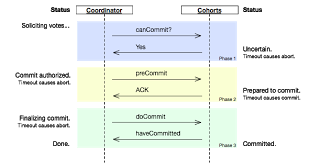 Status Coordinator Cohorts Status
Soliciting votes...
canCommit?
Yes
Uncertain.
Timeout causes abort.
Phase 1
Commit authorized.
Timeout causes abort.
preCommit
ACK
Prepared to commit.
Timeout causes commit.
Phase 2
Finalizing commit.
Timeout causes abort.
doCommit
haveCommitted
Done.
Committed.
Phase 3